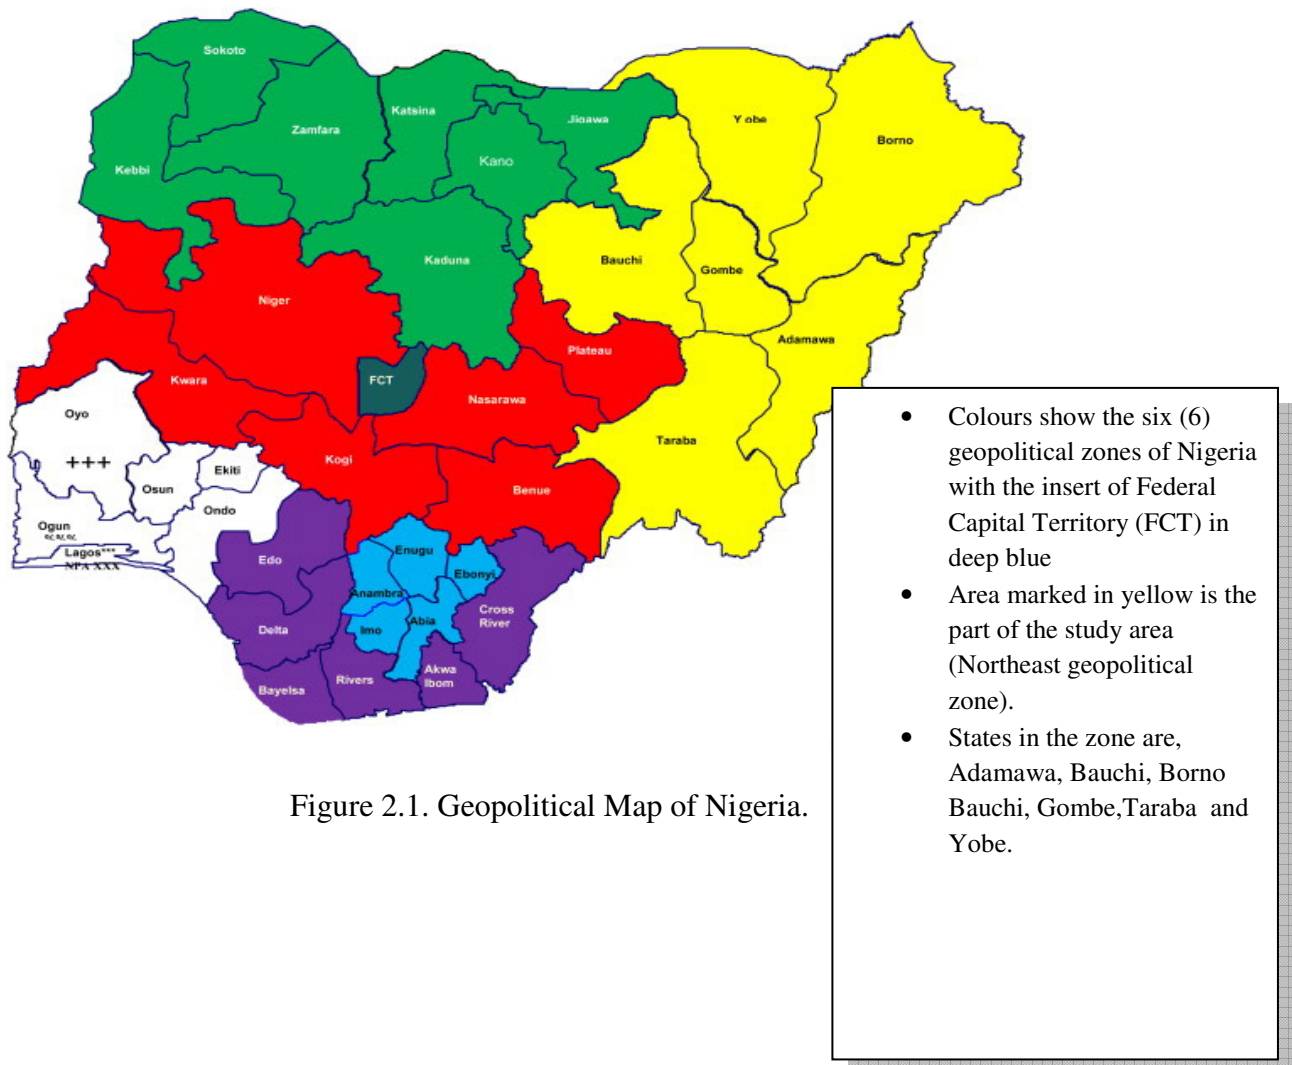 Sokoto
Katsina
Jigawa
Zamfara
Y obe
Borno
Kano
Kebbi
Kaduna
Bauchi
Gombe
Niger
Adamawa
Plateau
FCT
Kwara
Nasarawa
Oyo
+++
Taraba
Kogi
Ekiti
Osun
Benue
Ondo
Ogun
Lagos***
NPA XXX
Edo
Enugu
Ebonyi
Anambra
Cross
River
Abia
Imo
Delta
Akwa
Ibom
Rivers
Bayelsa
• Colours show the six (6)
geopolitical zones of Nigeria
with the insert of Federal
Capital Territory (FCT) in
deep blue
• Area marked in yellow is the
part of the study area
(Northeast geopolitical
zone).
• States in the zone are,
Adamawa, Bauchi, Borno
Bauchi, Gombe,Taraba and
Yobe.
Figure 2.1. Geopolitical Map of Nigeria.